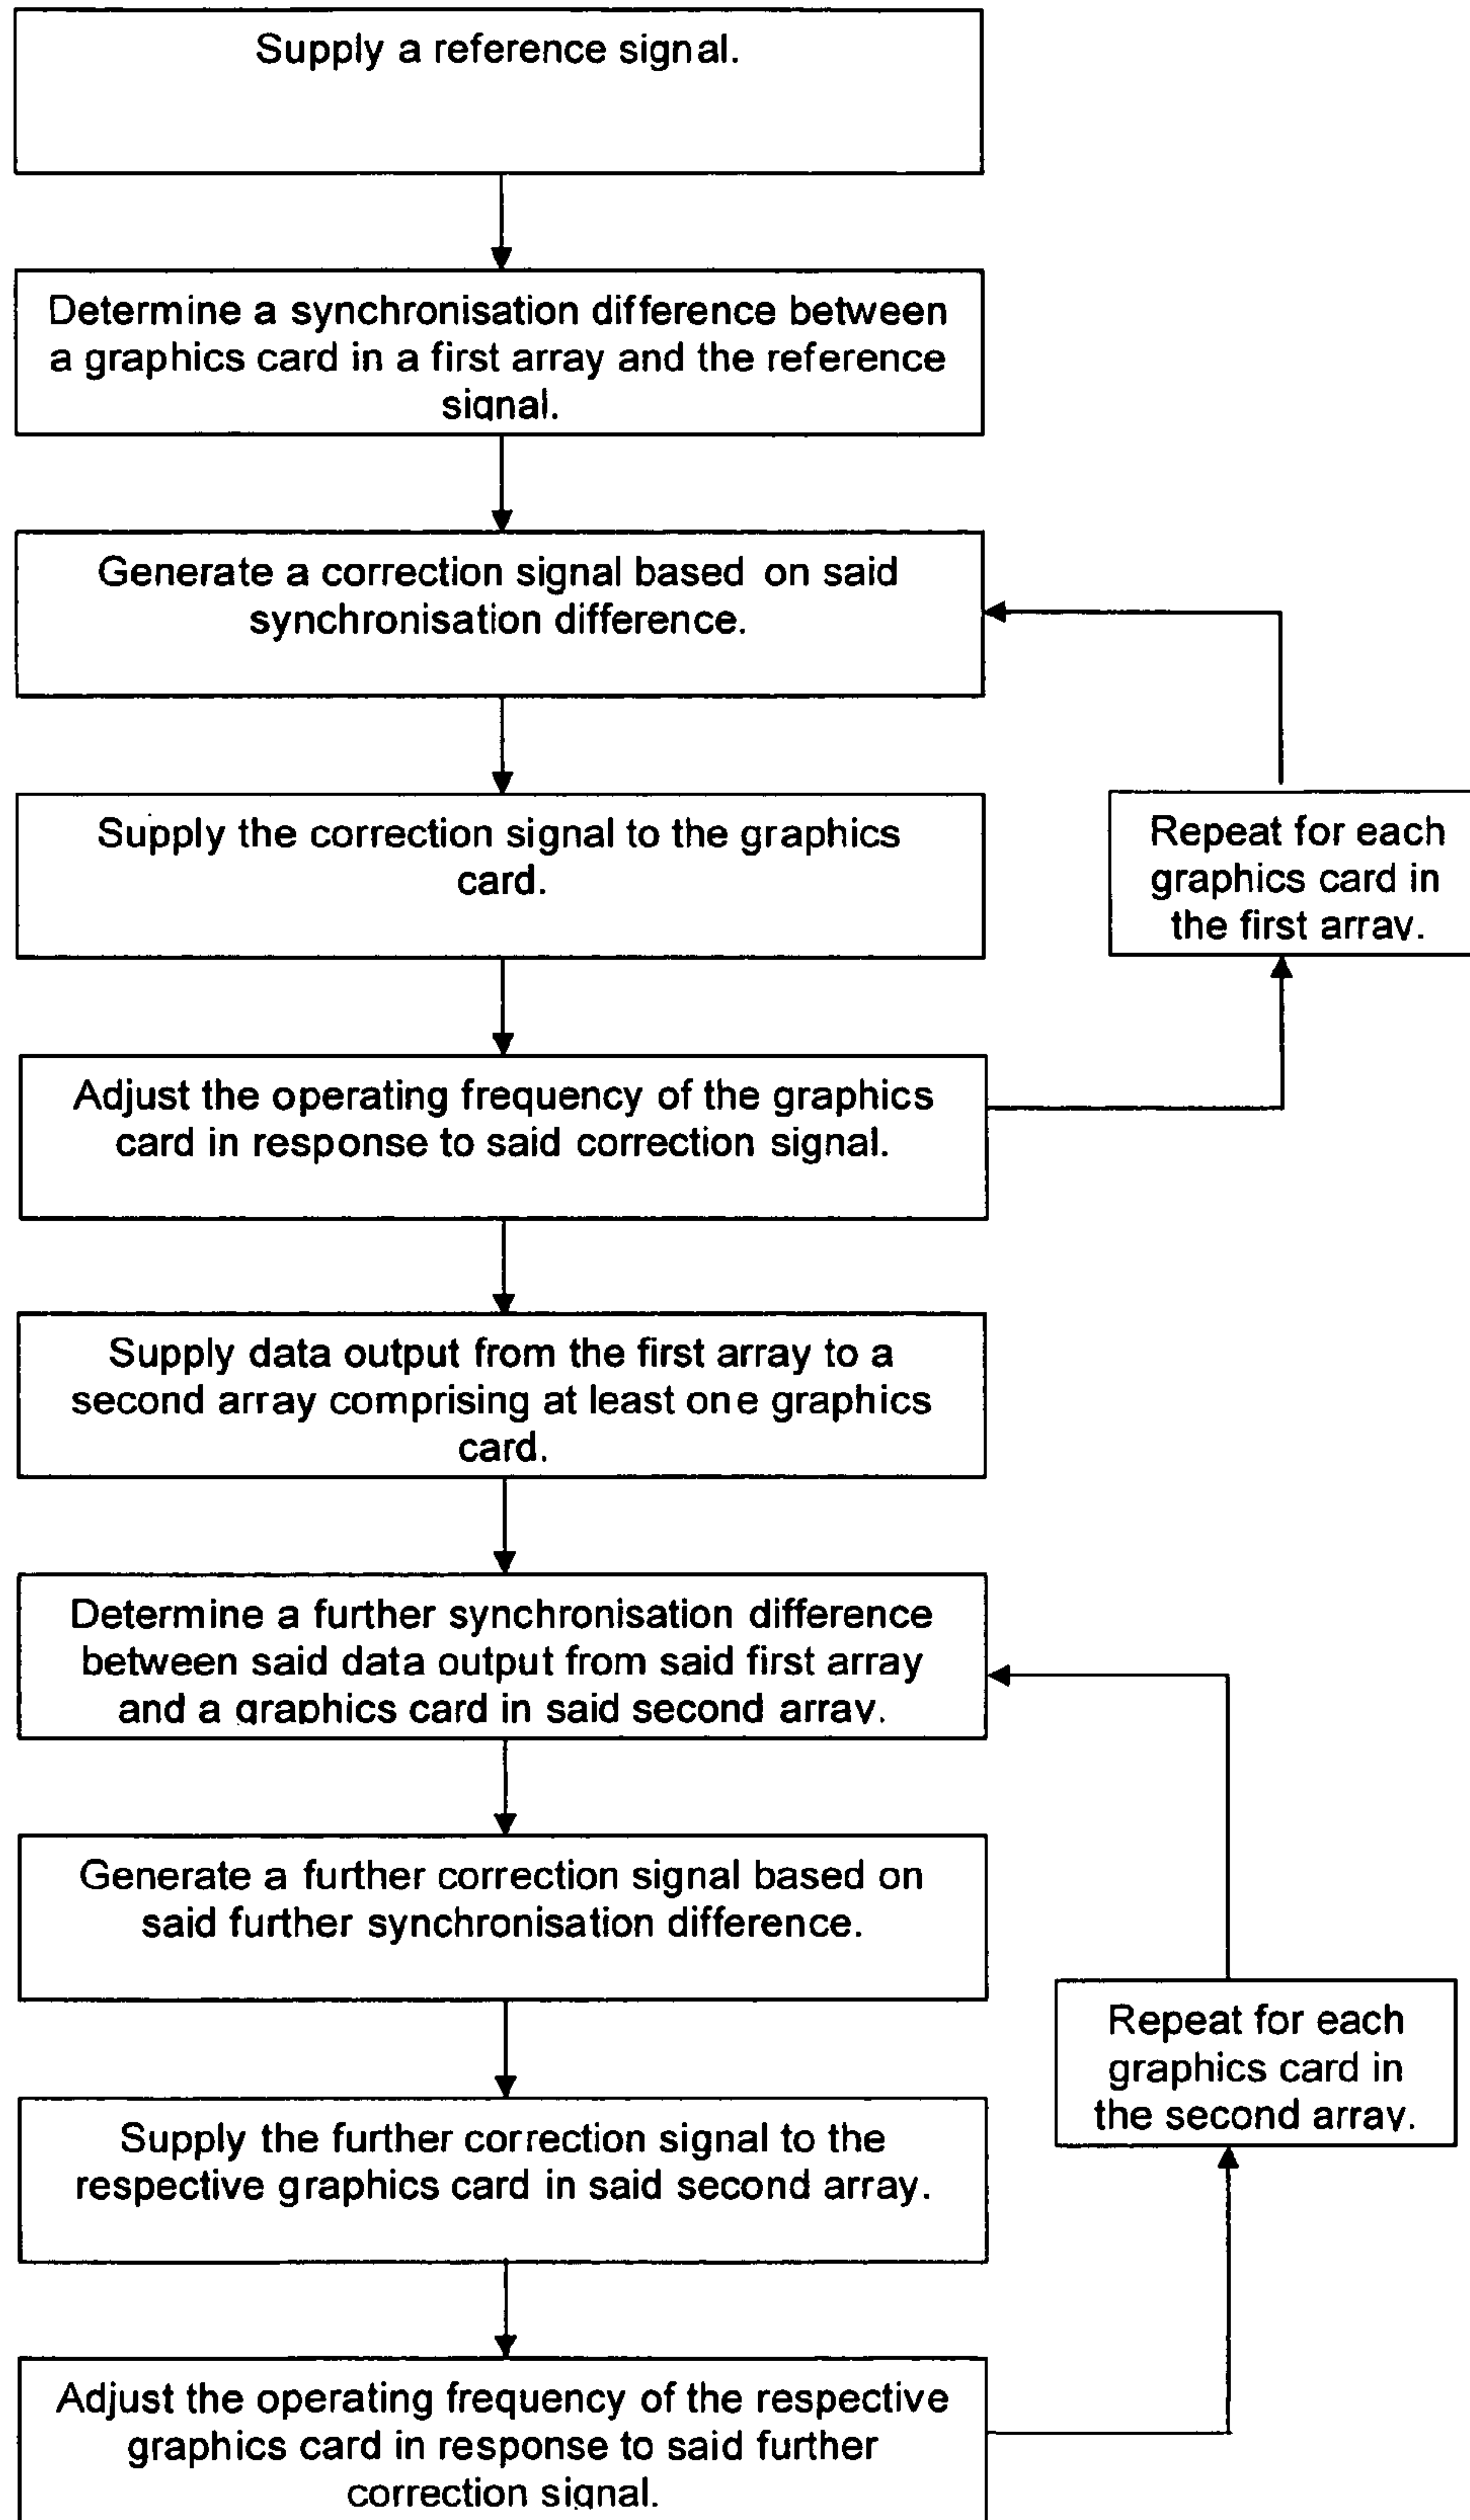 Supply a reference signal.
Determine a synchronisation difference between
a graphics card in a first array and the reference
signal.
Generate a correction signal based on said
synchronisation difference.
Supply the correction signal to the graphics
card.
Repeat for each
graphics card in
the first array.
Adjust the operating frequency of the graphics
card in response to said correction signal.
Supply data output from the first array to a
second array comprising at least one graphics
card.
Determine a further synchronisation difference
between said data output from said first array
and a graphics card in said second array.
Generate a further correction signal based on
said further synchronisation difference.
Repeat for each
graphics card in
the second array.
Supply the further correction signal to the
respective graphics card in said second array.
Adjust the operating frequency of the respective
graphics card in response to said further
correction signal.